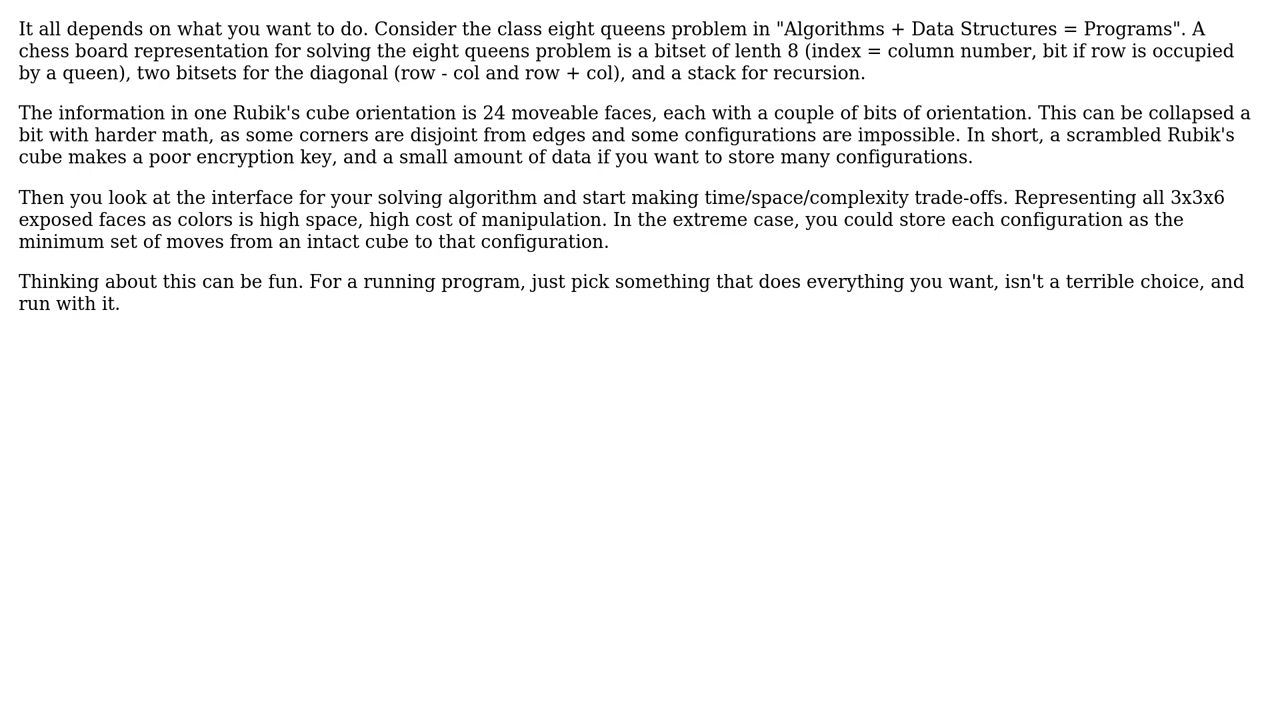 It all depends on what you want to do. Consider the class eight queens problem in "Algorithms + Data Structures = Programs". A
chess board representation for solving the eight queens problem is a bitset of lenth 8 (index = column number, bit if row is occupied
by a queen), two bitsets for the diagonal (row - col and row + col), and a stack for recursion.
The information in one Rubik's cube orientation is 24 moveable faces, each with a couple of bits of orientation. This can be collapsed a
bit with harder math, as some corners are disjoint from edges and some configurations are impossible. In short, a scrambled Rubik's
cube makes a poor encryption key, and a small amount of data if you want to store many configurations.
Then you look at the interface for your solving algorithm and start making time/space/complexity trade-offs. Representing all 3x3x6
exposed faces as colors is high space, high cost of manipulation. In the extreme case, you could store each configuration as the
minimum set of moves from an intact cube to that configuration.
Thinking about this can be fun. For a running program, just pick something that does everything you want, isn't a terrible choice, and
run with it.